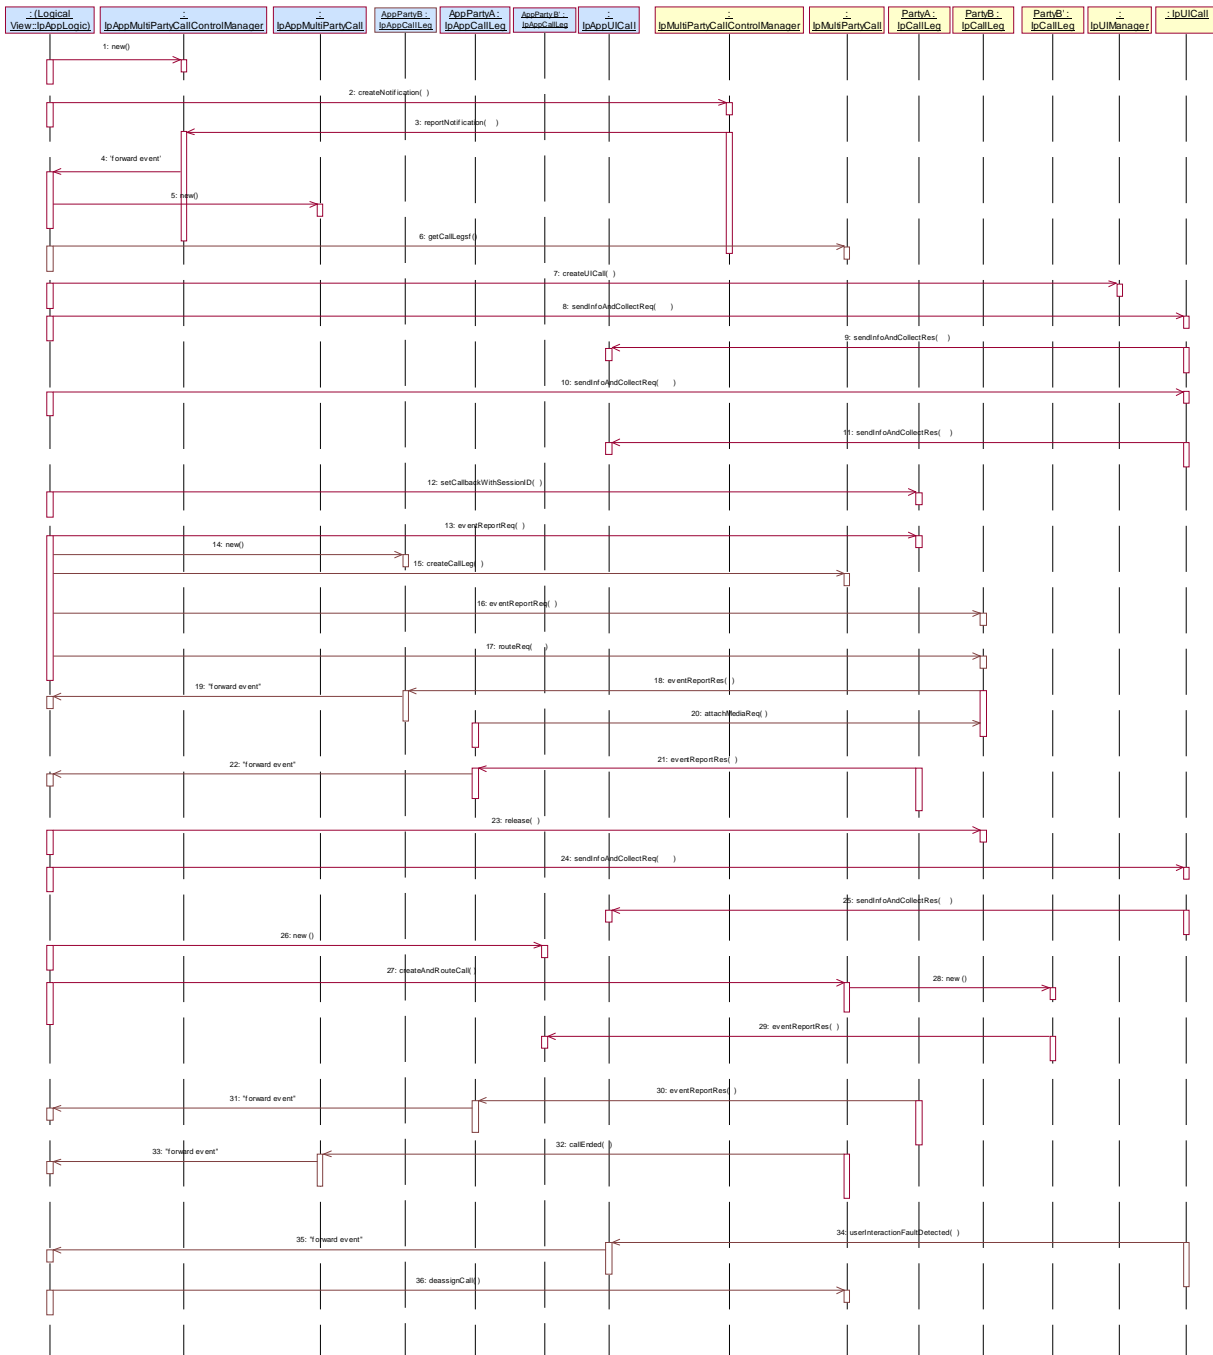 : (Logical
View::IpAppLogic)
:
IpAppMultiPartyCallControlManager
:
IpAppMultiPartyCall
AppPartyB :
IpAppCallLeg
AppPartyA :
IpAppCallLeg
AppPartyB' :
IpAppCallLeg
:
IpAppUICall
:
IpMultiPartyCallControlManager
:
IpMultiPartyCall
PartyA :
IpCallLeg
PartyB :
IpCallLeg
PartyB' :
IpCallLeg
:
IpUIManager
: IpUICall
1: new()
2: createNotification( )
3: reportNotification( )
4: 'forward event'
5: new()
6: getCallLegsf()
7: createUICall( )
8: sendInfoAndCollectReq( )
9: sendInfoAndCollectRes( )
10: sendInfoAndCollectReq( )
11: sendInfoAndCollectRes( )
12: setCallbackWithSessionID( )
13: eventReportReq( )
14: new()
15: createCallLeg( )
16: eventReportReq( )
17: routeReq( )
18: eventReportRes( )
19: "forward event"
20: attachMediaReq( )
21: eventReportRes( )
22: "forward event"
23: release( )
24: sendInfoAndCollectReq( )
25: sendInfoAndCollectRes( )
26: new ()
27: createAndRouteCall( )
28: new ()
29: eventReportRes( )
30: eventReportRes( )
31: "forward event"
32: callEnded( )
33: "forward event"
34: userInteractionFaultDetected( )
35: "forward event"
36: deassignCall( )